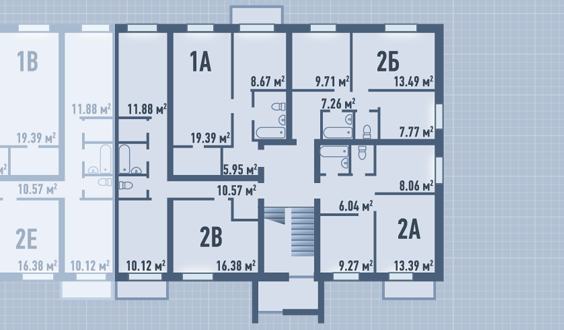 1В
1А
2Б
8.67 м²
9.71 м²
13.49 м²
11.88 м²
11.88 м²
7.26 м²
19.39 м²
19.39 м²
7.77 м²
5.95 м²
10.57 м²
10.57 м²
8.06 м²
6.04 м²
2Е
2В
2А
16.38 м²
10.12 м²
10.12 м²
16.38 м²
9.27 м²
13.39 м²